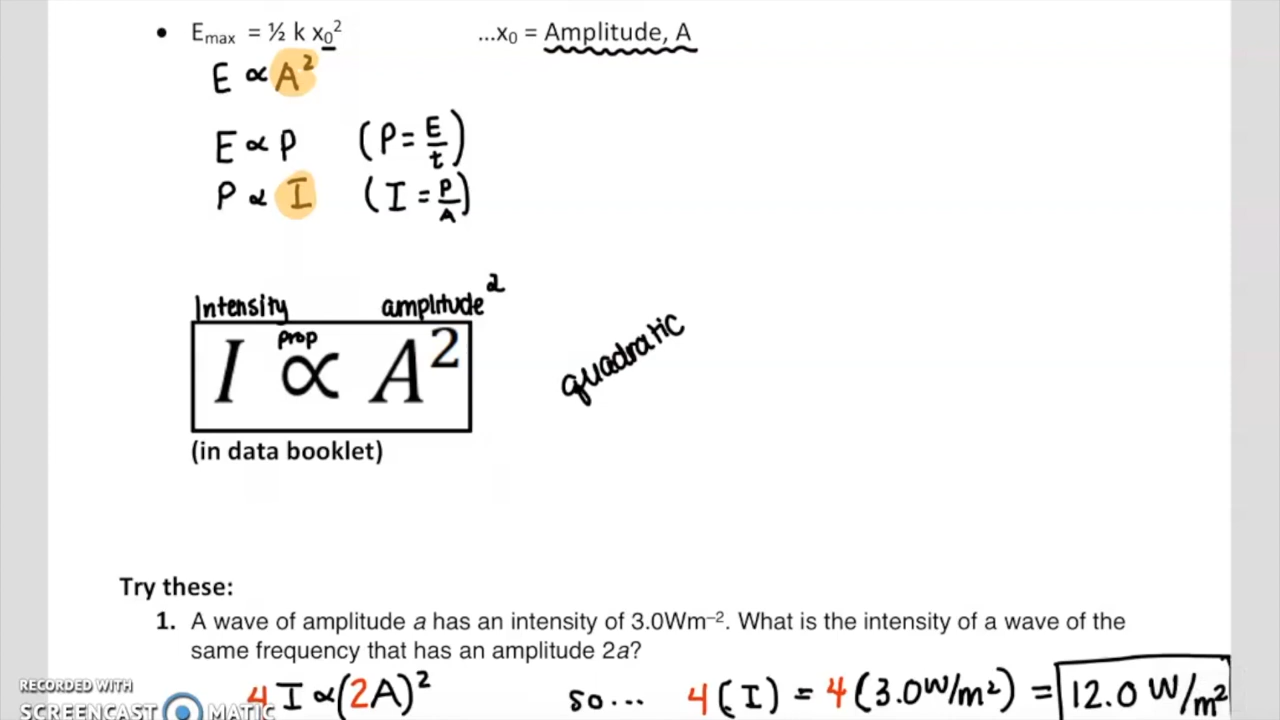 • Emax = ½ k x₀² ...x₀ = Amplitude, A
E ∝ A²
E ∝ P (P = E/t)
P ∝ I (I = P/A)
Intensity amplitude²
prop
I ∝ A²
quadratic
(in data booklet)
Try these:
1. A wave of amplitude a has an intensity of 3.0Wm⁻². What is the intensity of a wave of the
same frequency that has an amplitude 2a?
4 I ∝ (2A)² so... 4(I) = 4(3.0W/m²) = 12.0 W/m²
RECORDED WITH
SCREENCAST MATIC